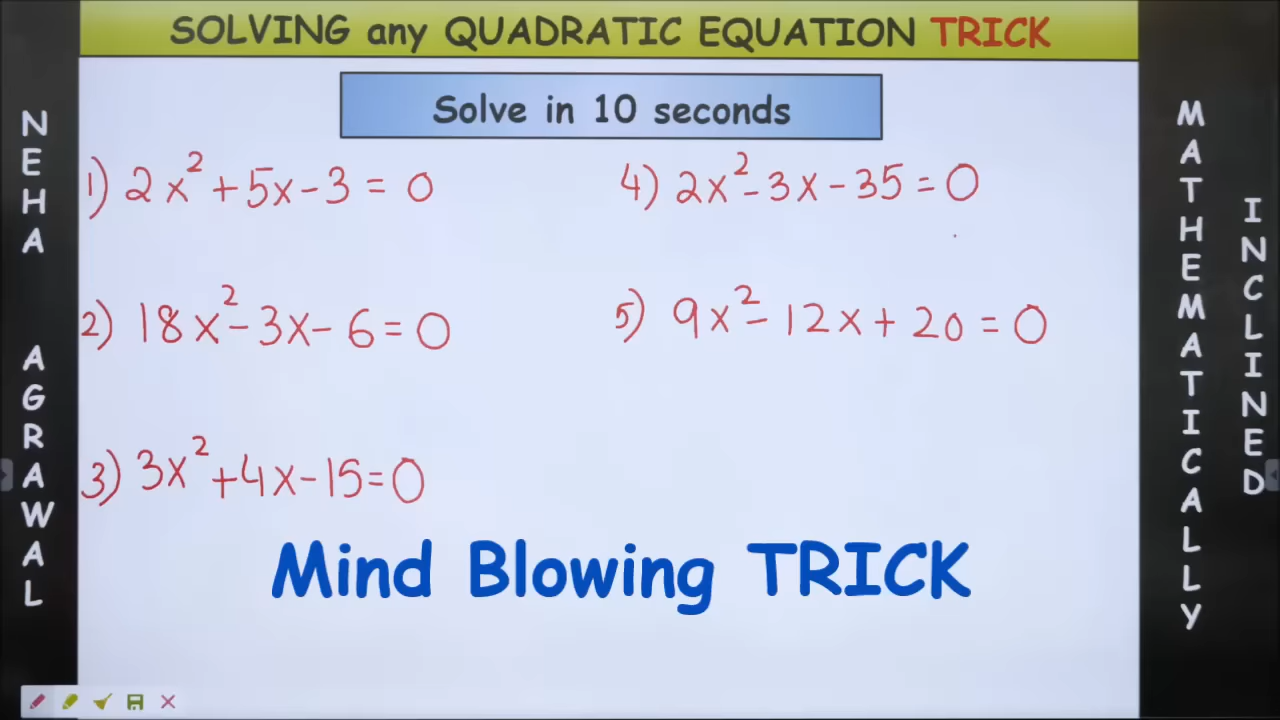 SOLVING any QUADRATIC EQUATION TRICK
Solve in 10 seconds
1) 2x² + 5x - 3 = 0
2) 18x² - 3x - 6 = 0
3) 3x² + 4x - 15 = 0
4) 2x² - 3x - 35 = 0
5) 9x² - 12x + 20 = 0
Mind Blowing TRICK
NEHA AGRAWAL
MATHEMATICALLY
INCLINED